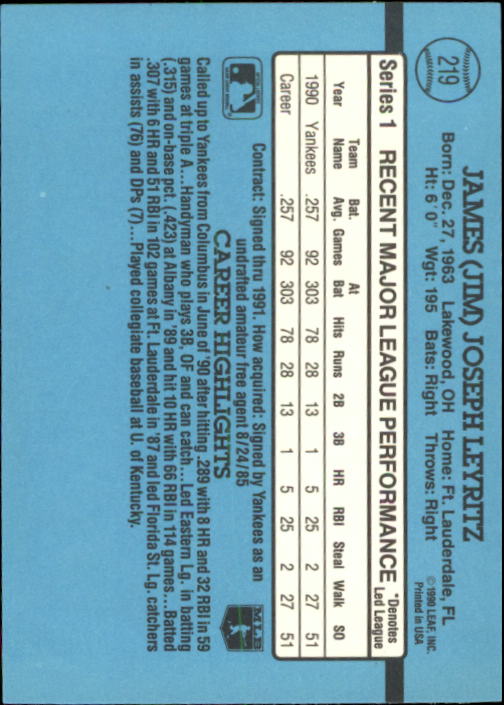 219
JAMES (JIM) JOSEPH LEYRITZ
Born: Dec. 27, 1963 Lakewood, OH Home: Ft. Lauderdale, FL
Ht: 6' 0" Wgt: 195 Bats: Right Throws: Right
©1990 LEAF, INC.
Printed in USA
Series 1 RECENT MAJOR LEAGUE PERFORMANCE *Denotes Led League
Year Team Name Bat. Avg. Games At Bat Hits Runs 2B 3B HR RBI Steal Walk SO
1990 Yankees .257 92 303 78 28 13 1 5 25 2 27 51
Career .257 92 303 78 28 13 1 5 25 2 27 51
Contract: Signed thru 1991. How acquired: Signed by Yankees as an
undrafted amateur free agent 8/24/85
CAREER HIGHLIGHTS
MLB
Called up to Yankees from Columbus in June of '90 after hitting .289 with 8 HR and 32 RBI in 59
games at triple A...Handyman who plays 3B, OF and can catch...Led Eastern Lg. in batting
(.315) and on-base pct. (.423) at Albany in '89 and hit 10 HR with 66 RBI in 114 games...Batted
.307 with 6 HR and 51 RBI in 102 games at Ft. Lauderdale in '87 and led Florida St. Lg. catchers
in assists (76) and DPs (7)...Played collegiate baseball at U. of Kentucky.